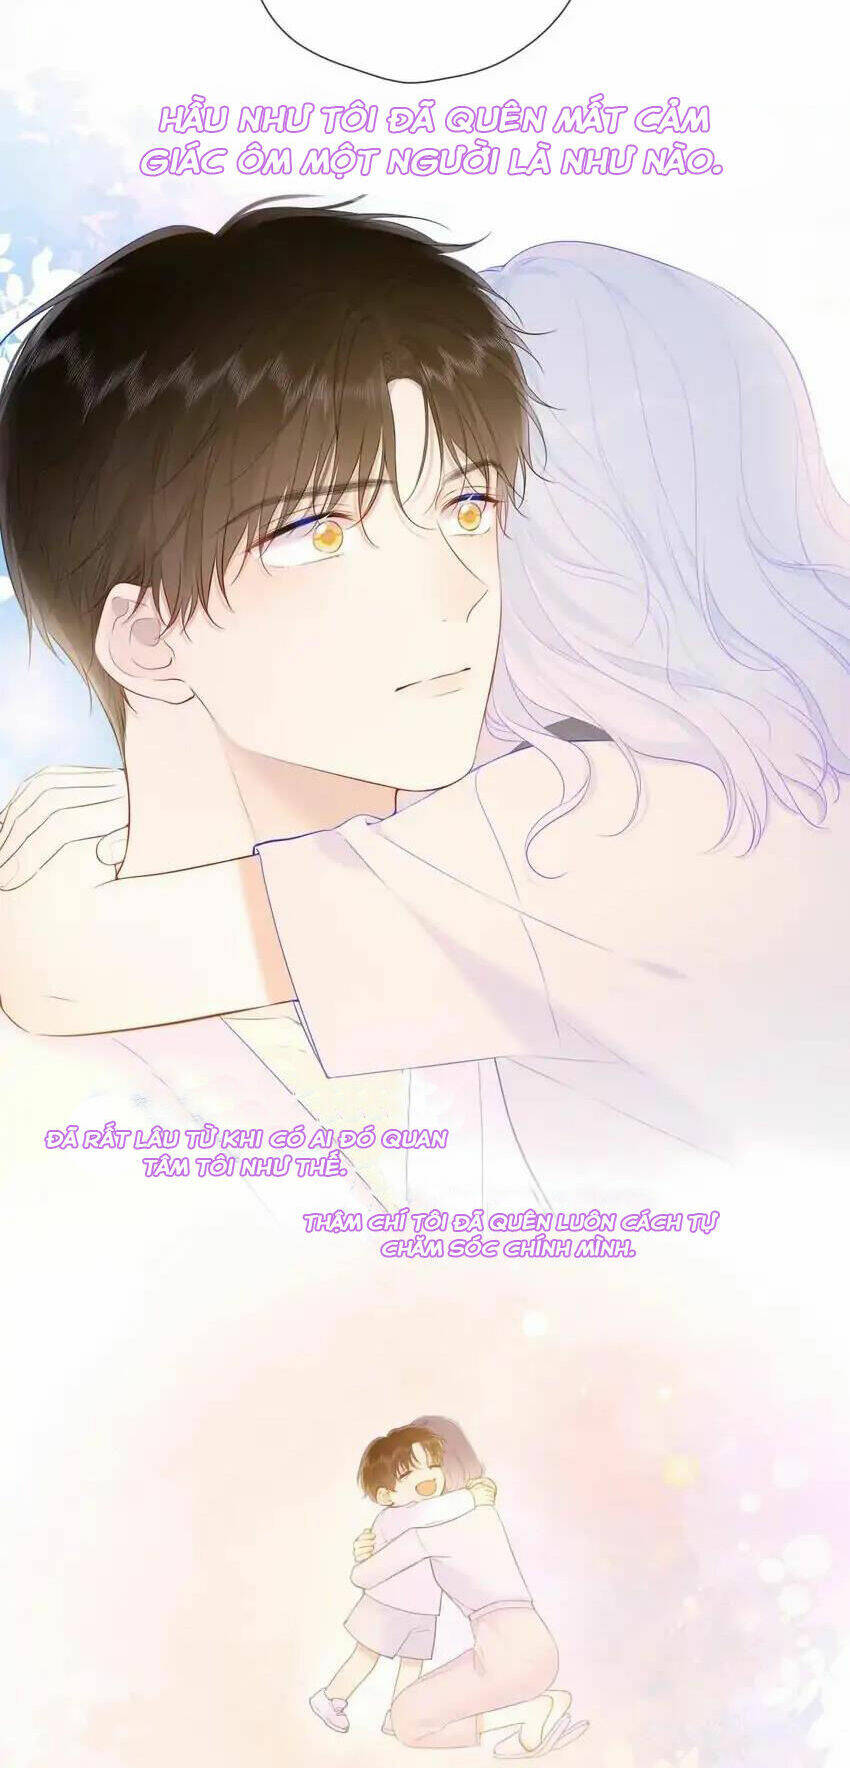 HẦU NHƯ TÔI ĐÃ QUÊN MẤT CẢM
GIÁC ÔM MỘT NGƯỜI LÀ NHƯ NÀO.
ĐÃ RẤT LÂU TỪ KHI CÓ AI ĐÓ QUAN
TÂM TÔI NHƯ THẾ.
THẬM CHÍ TÔI ĐÃ QUÊN LUÔN CÁCH TỰ
CHĂM SÓC CHÍNH MÌNH.